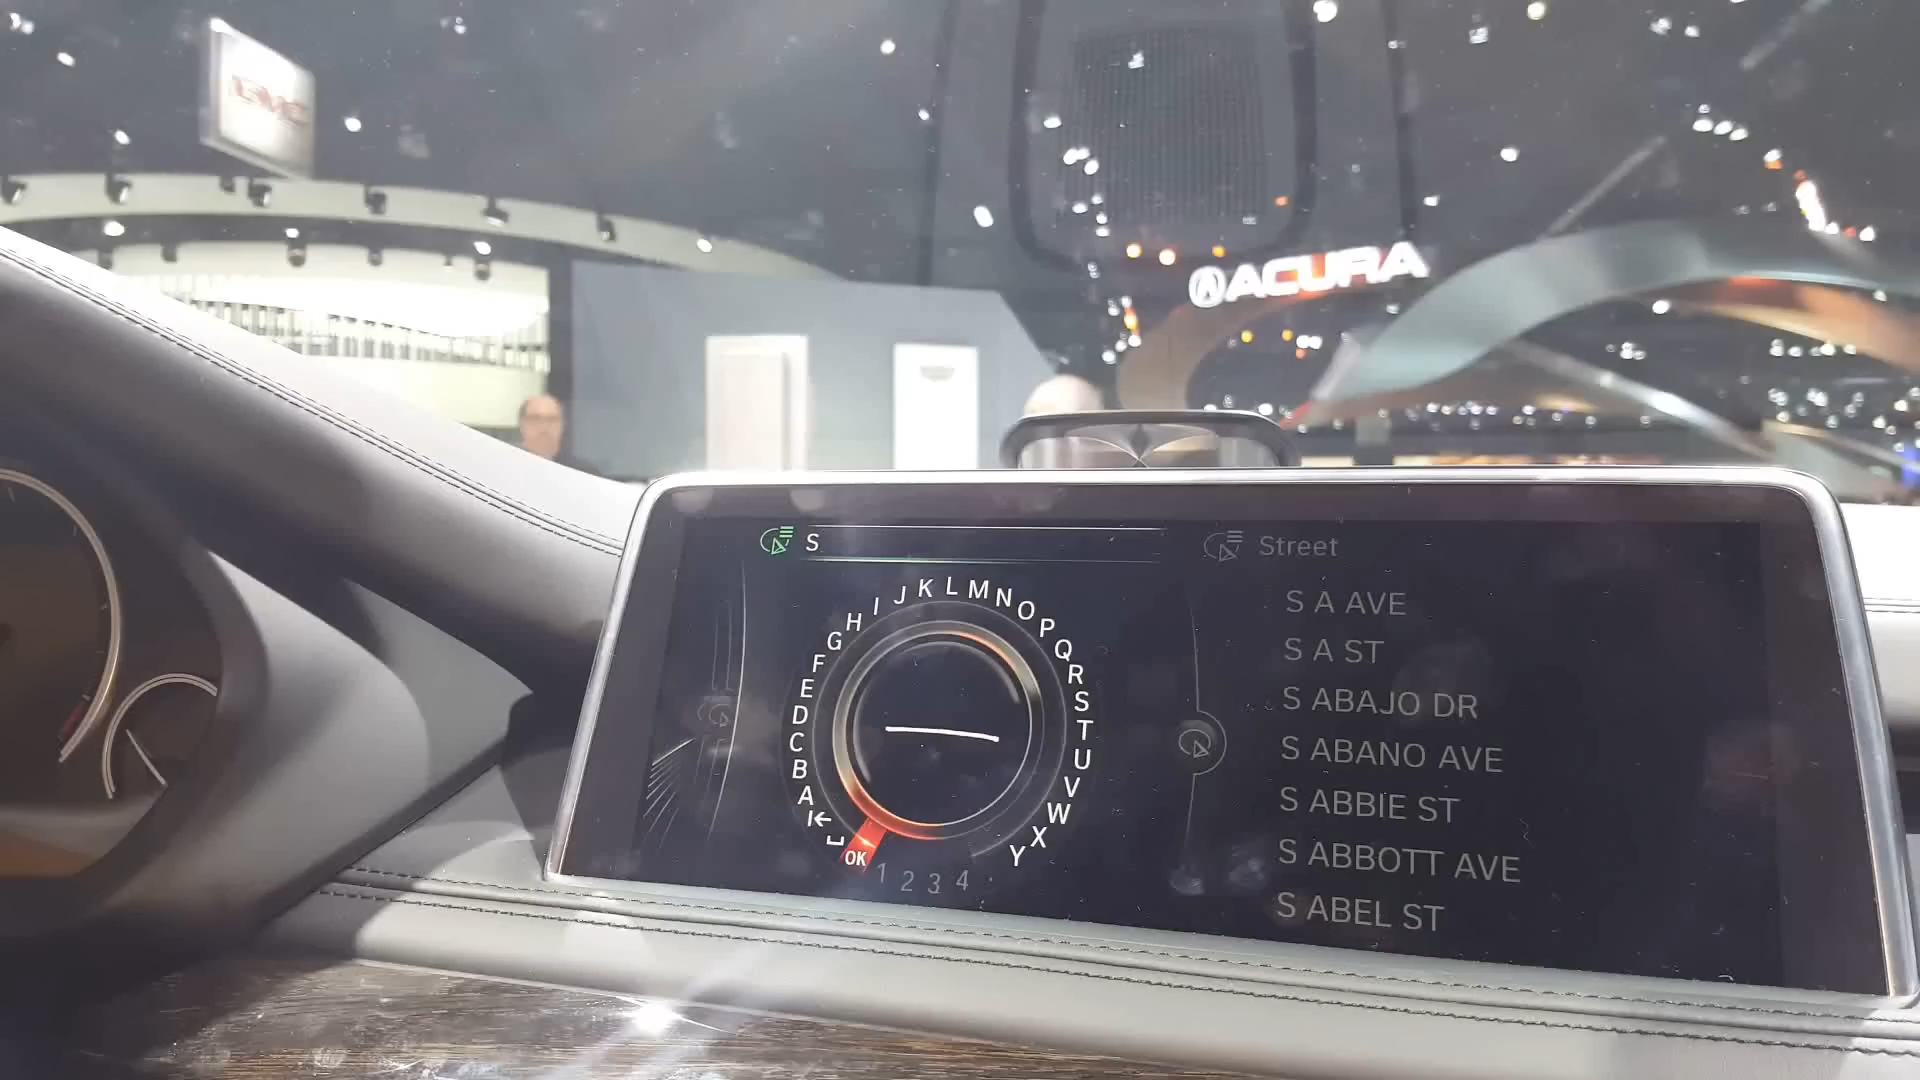 GMC
ACURA
S
Street
A B C D E F G H I J K L M N O P Q R S T U V W X Y
OK
1 2 3 4
S A AVE
S A ST
S ABAJO DR
S ABANO AVE
S ABBIE ST
S ABBOTT AVE
S ABEL ST